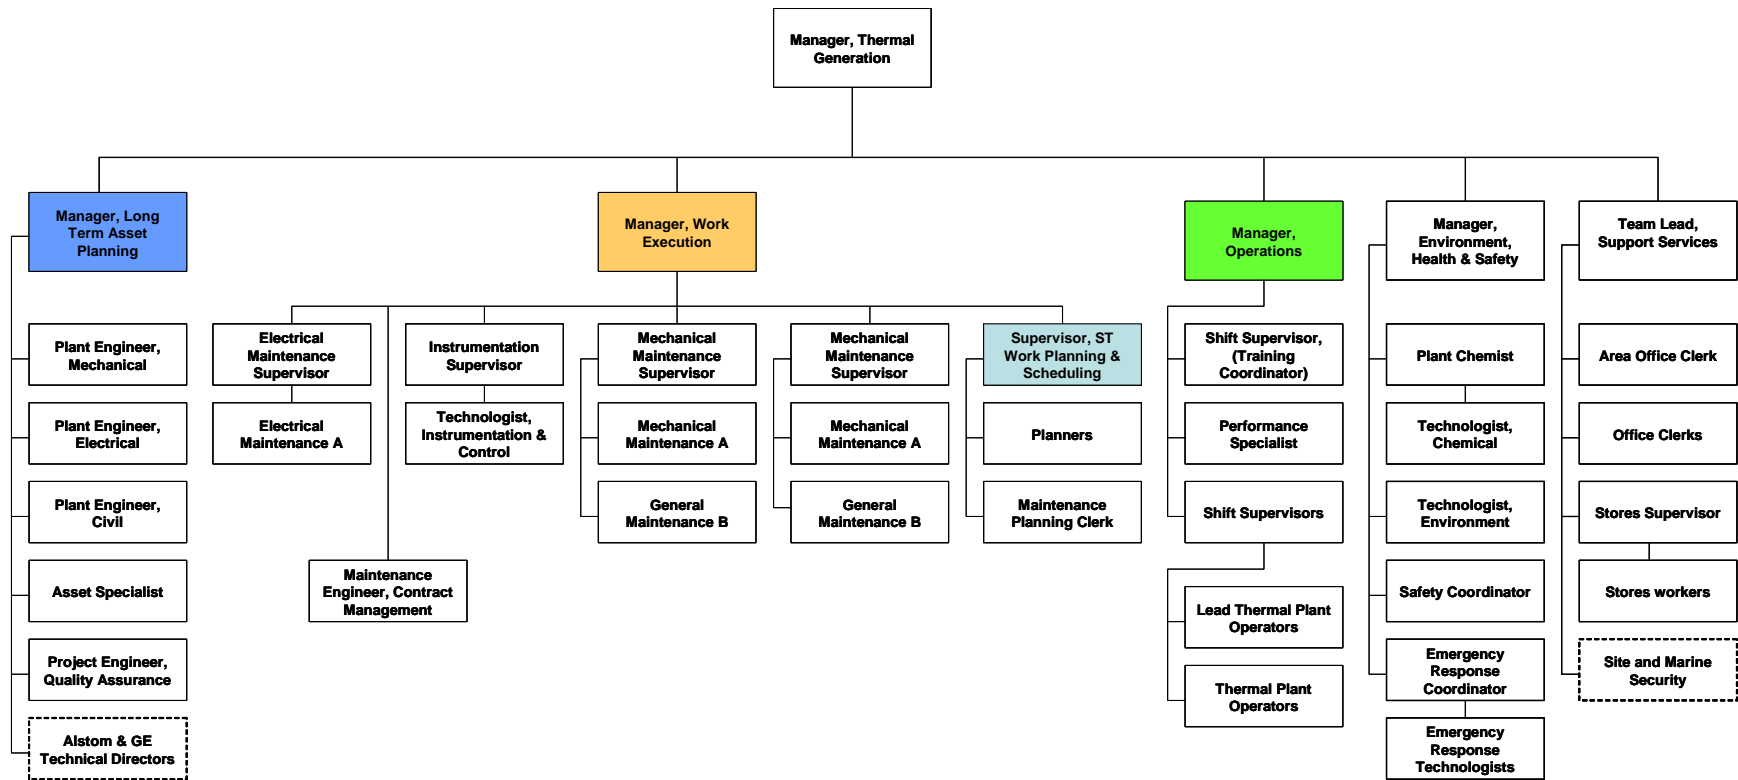 Manager, Thermal
Generation
Manager, Long
Term Asset
Planning
Manager, Work
Execution
Manager,
Operations
Manager,
Environment,
Health & Safety
Team Lead,
Support Services
Plant Engineer,
Mechanical
Electrical
Maintenance
Supervisor
Instrumentation
Supervisor
Mechanical
Maintenance
Supervisor
Mechanical
Maintenance
Supervisor
Supervisor, ST
Work Planning &
Scheduling
Shift Supervisor,
(Training
Coordinator)
Plant Chemist
Area Office Clerk
Plant Engineer,
Electrical
Electrical
Maintenance A
Technologist,
Instrumentation &
Control
Mechanical
Maintenance A
Mechanical
Maintenance A
Planners
Performance
Specialist
Technologist,
Chemical
Office Clerks
Plant Engineer,
Civil
General
Maintenance B
General
Maintenance B
Maintenance
Planning Clerk
Shift Supervisors
Technologist,
Environment
Stores Supervisor
Asset Specialist
Maintenance
Engineer, Contract
Management
Lead Thermal Plant
Operators
Safety Coordinator
Stores workers
Project Engineer,
Quality Assurance
Thermal Plant
Operators
Emergency
Response
Coordinator
Site and Marine
Security
Alstom & GE
Technical Directors
Emergency
Response
Technologists